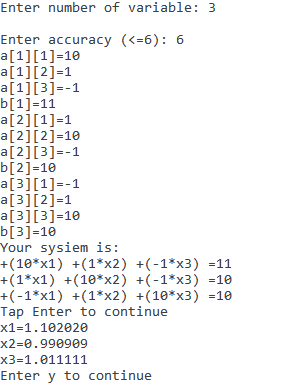 Enter number of variable: 3
Enter accuracy (<=6): 6
a[1][1]=10
a[1][2]=1
a[1][3]=-1
b[1]=11
a[2][1]=1
a[2][2]=10
a[2][3]=-1
b[2]=10
a[3][1]=-1
a[3][2]=1
a[3][3]=10
b[3]=10
Your sysiem is:
+(10*x1) +(1*x2) +(-1*x3) =11
+(1*x1) +(10*x2) +(-1*x3) =10
+(-1*x1) +(1*x2) +(10*x3) =10
Tap Enter to continue
x1=1.102020
x2=0.990909
x3=1.011111
Enter y to continue